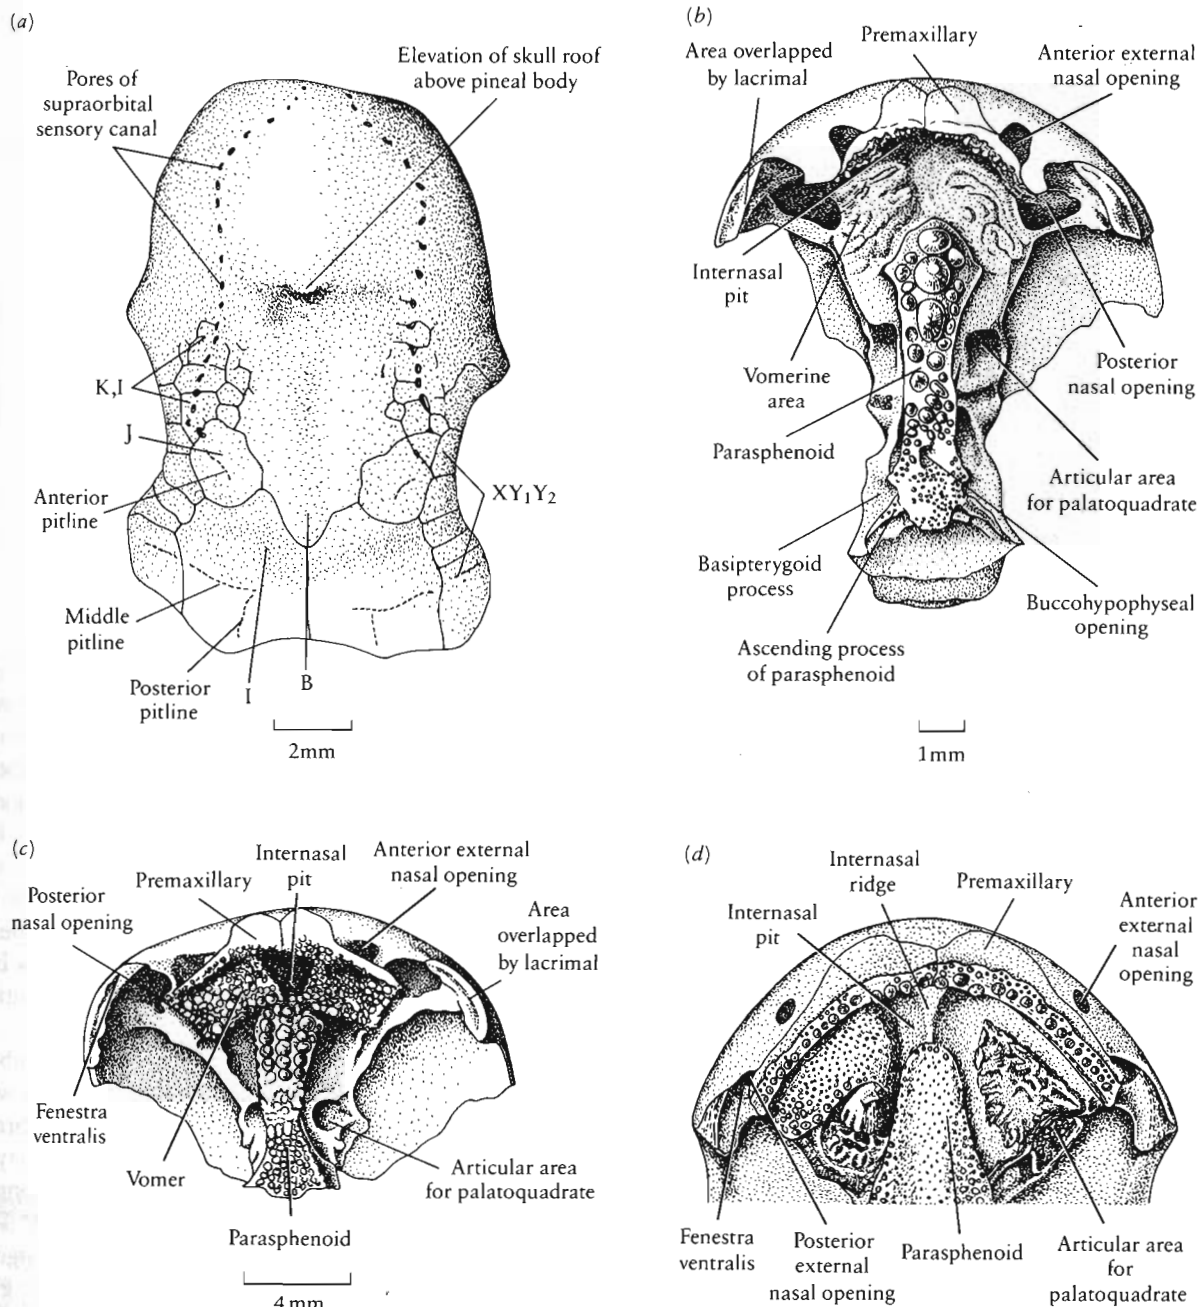 (a)
Pores of
supraorbital
sensory canal
Elevation of skull roof
above pineal body
K,I
J
Anterior
pitline
XY₁Y₂
Middle
pitline
Posterior
pitline
I
B
2mm
(b)
Premaxillary
Area overlapped
by lacrimal
Anterior external
nasal opening
Internasal
pit
Vomerine
area
Posterior
nasal opening
Parasphenoid
Articular area
for palatoquadrate
Basipterygoid
process
Buccohypophyseal
opening
Ascending process
of parasphenoid
1mm
(c)
Internasal
pit
Anterior external
nasal opening
Premaxillary
Posterior
nasal opening
Area
overlapped
by lacrimal
Fenestra
ventralis
Vomer
Articular area
for palatoquadrate
Parasphenoid
4mm
(d)
Internasal
ridge
Premaxillary
Internasal
pit
Anterior
external
nasal
opening
Fenestra
ventralis
Posterior
external
nasal opening
Parasphenoid
Articular area
for
palatoquadrate